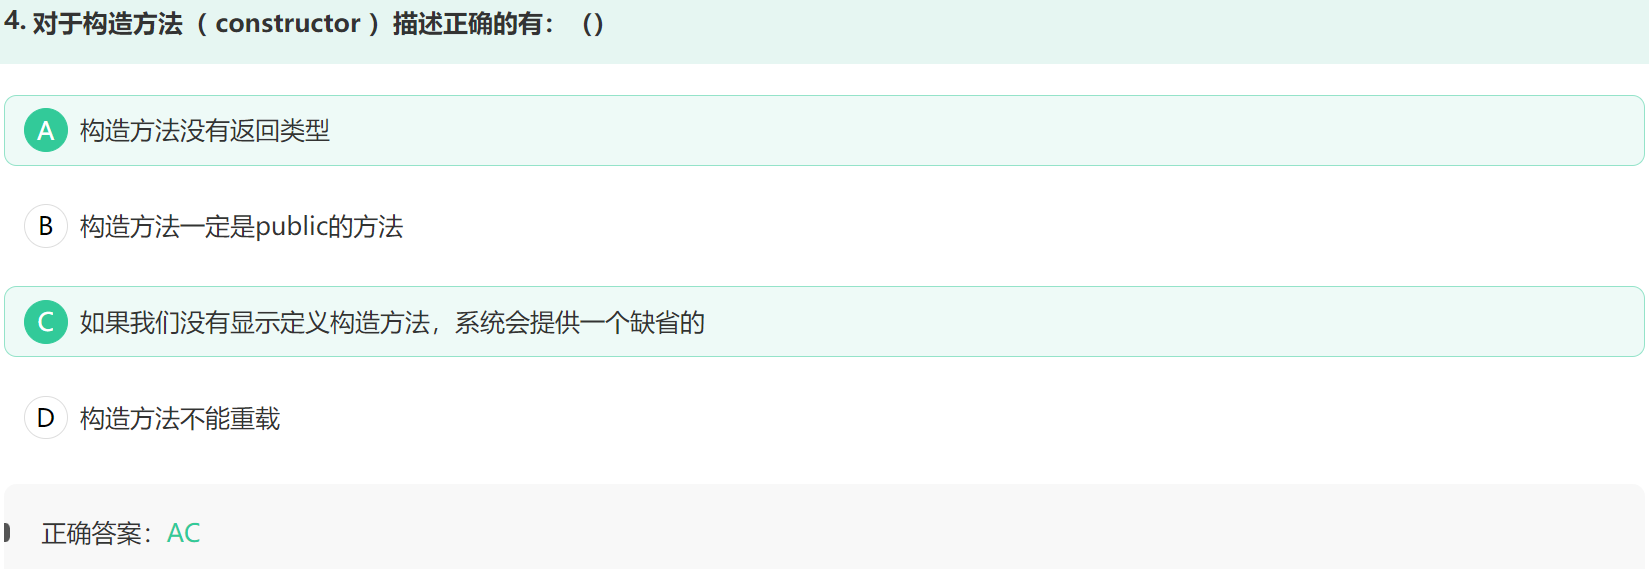 4. 对于构造方法（ constructor ）描述正确的有：（）
A 构造方法没有返回类型
B 构造方法一定是public的方法
C 如果我们没有显示定义构造方法，系统会提供一个缺省的
D 构造方法不能重载
正确答案：AC